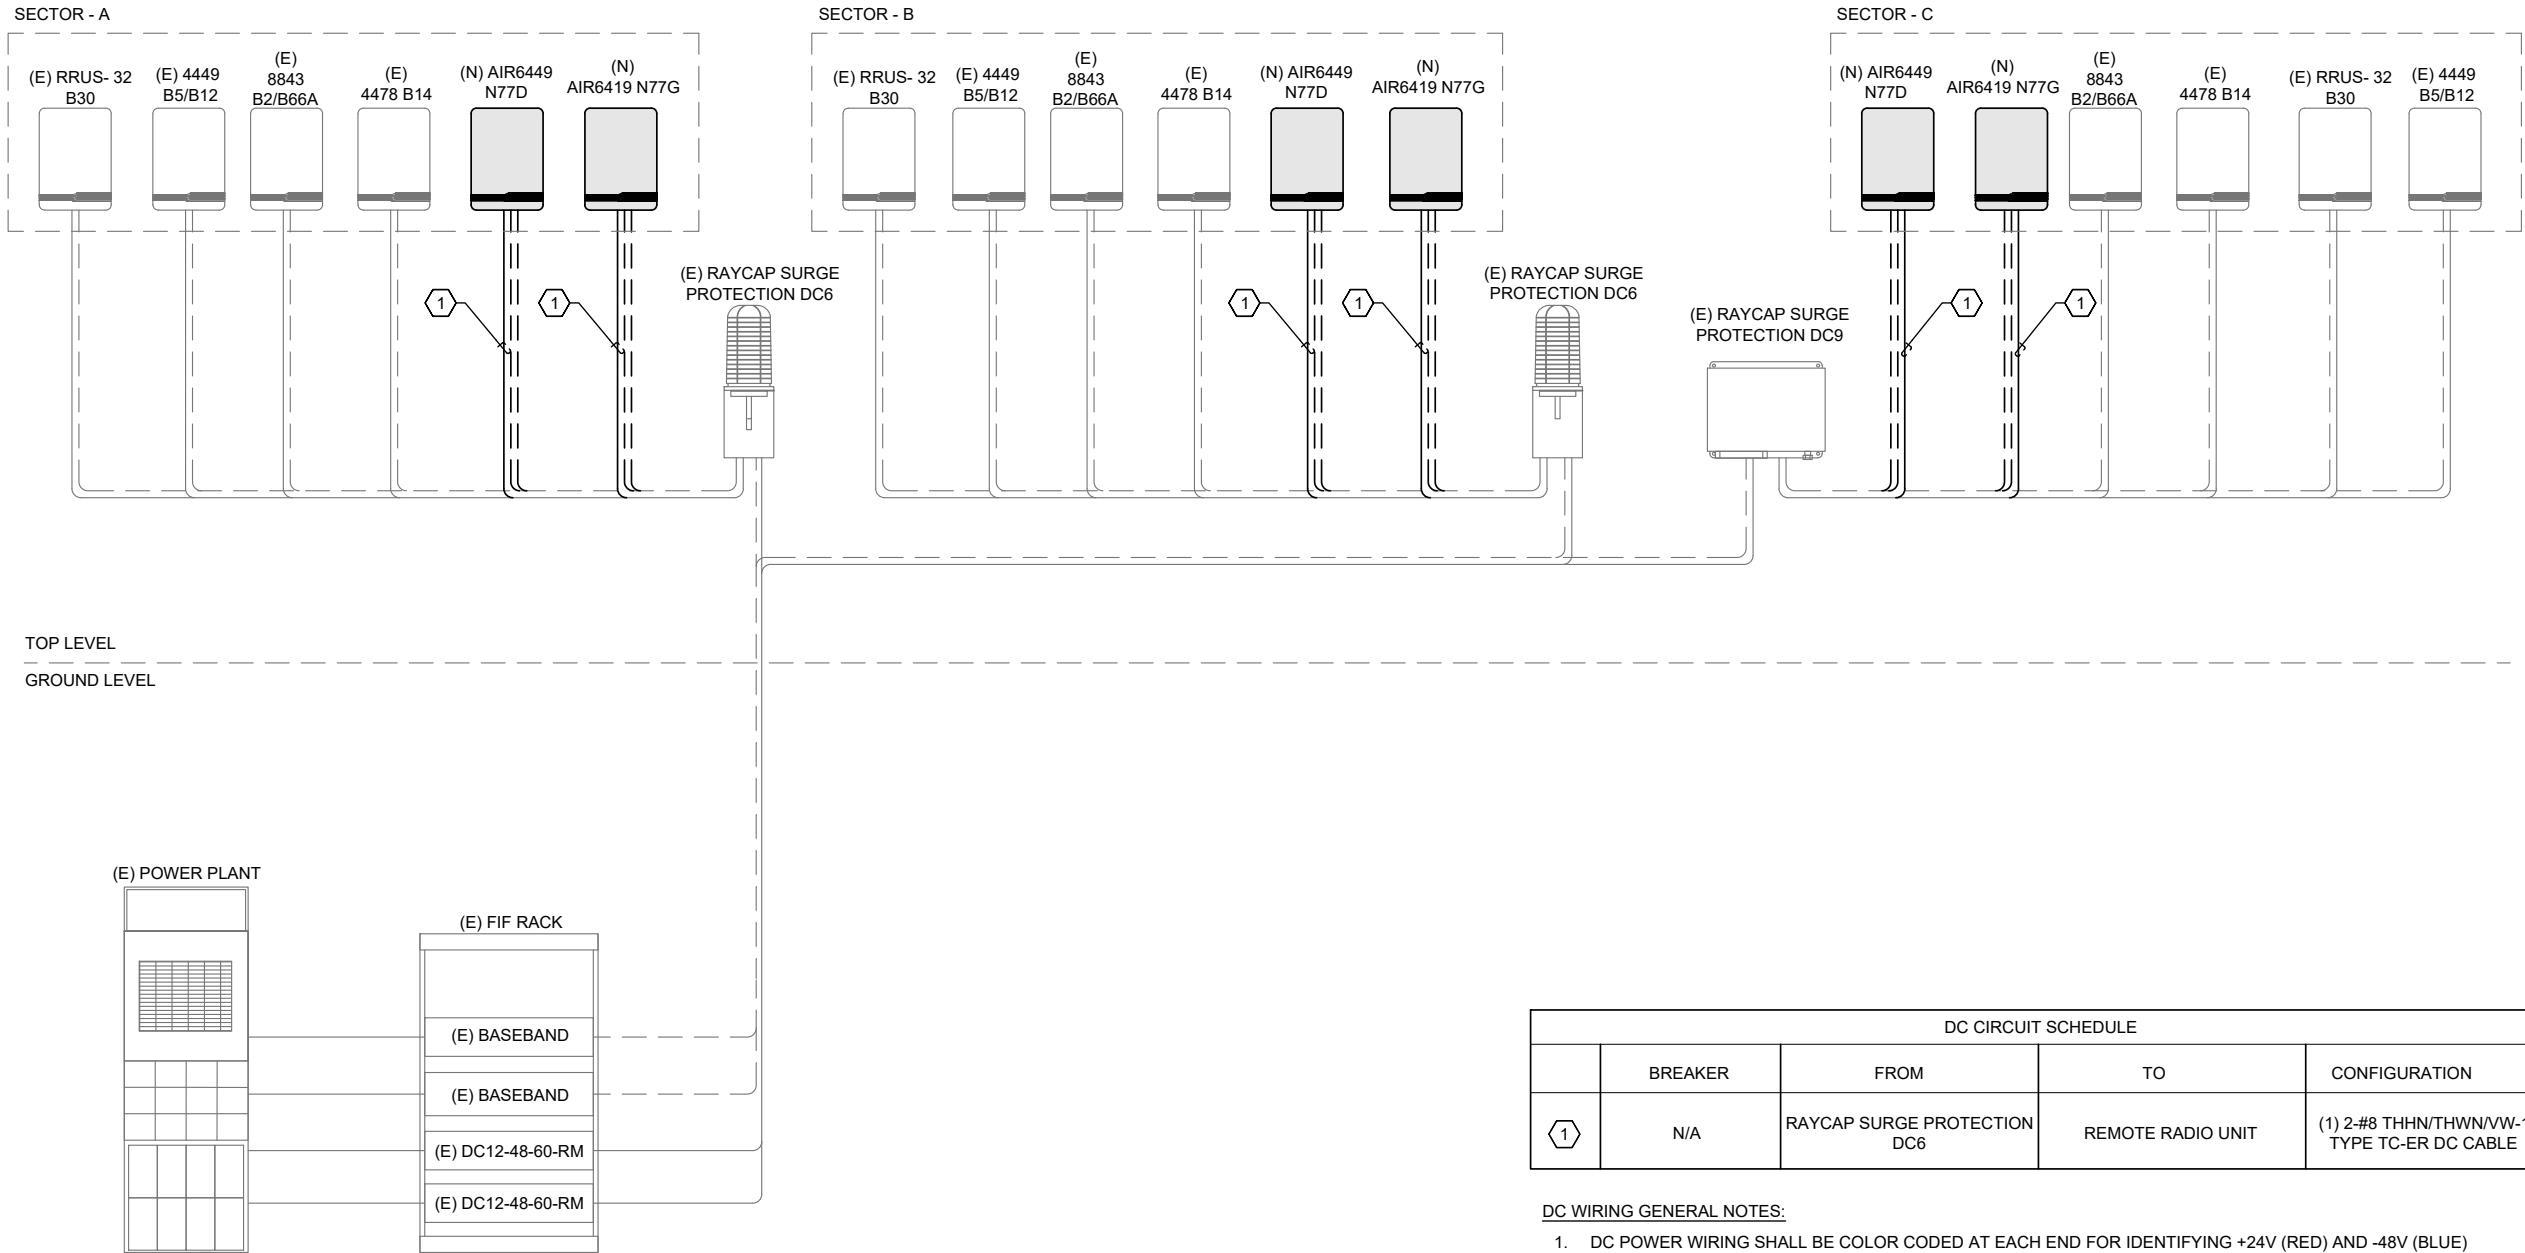 SECTOR - A
SECTOR - B
SECTOR - C
(E) RRUS- 32
B30
(E) 4449
B5/B12
(E)
8843
B2/B66A
(E)
4478 B14
(N) AIR6449
N77D
(N)
AIR6419 N77G
(E) RRUS- 32
B30
(E) 4449
B5/B12
(E)
8843
B2/B66A
(E)
4478 B14
(N) AIR6449
N77D
(N)
AIR6419 N77G
(N) AIR6449
N77D
(N)
AIR6419 N77G
(E)
8843
B2/B66A
(E)
4478 B14
(E) RRUS- 32
B30
(E) 4449
B5/B12
1
1
(E) RAYCAP SURGE
PROTECTION DC6
1
1
(E) RAYCAP SURGE
PROTECTION DC6
(E) RAYCAP SURGE
PROTECTION DC9
1
1
TOP LEVEL
GROUND LEVEL
(E) POWER PLANT
(E) FIF RACK
(E) BASEBAND
(E) BASEBAND
(E) DC12-48-60-RM
(E) DC12-48-60-RM
DC CIRCUIT SCHEDULE
BREAKER
FROM
TO
CONFIGURATION
1
N/A
RAYCAP SURGE PROTECTION
DC6
REMOTE RADIO UNIT
(1) 2-#8 THHN/THWN/VW-1
TYPE TC-ER DC CABLE
DC WIRING GENERAL NOTES:
1. DC POWER WIRING SHALL BE COLOR CODED AT EACH END FOR IDENTIFYING +24V (RED) AND -48V (BLUE)